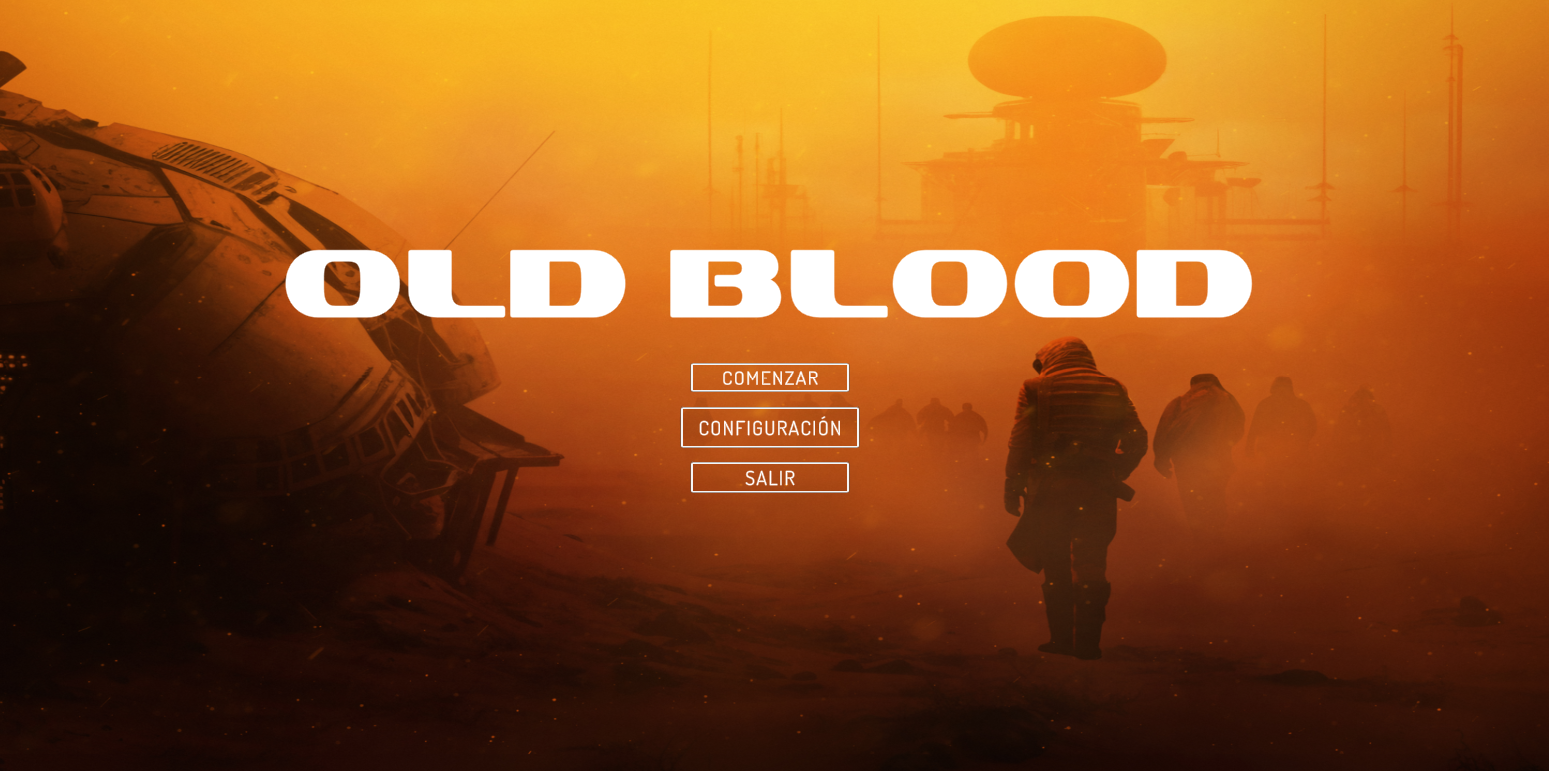 OLD BLOOD
COMENZAR
CONFIGURACIÓN
SALIR